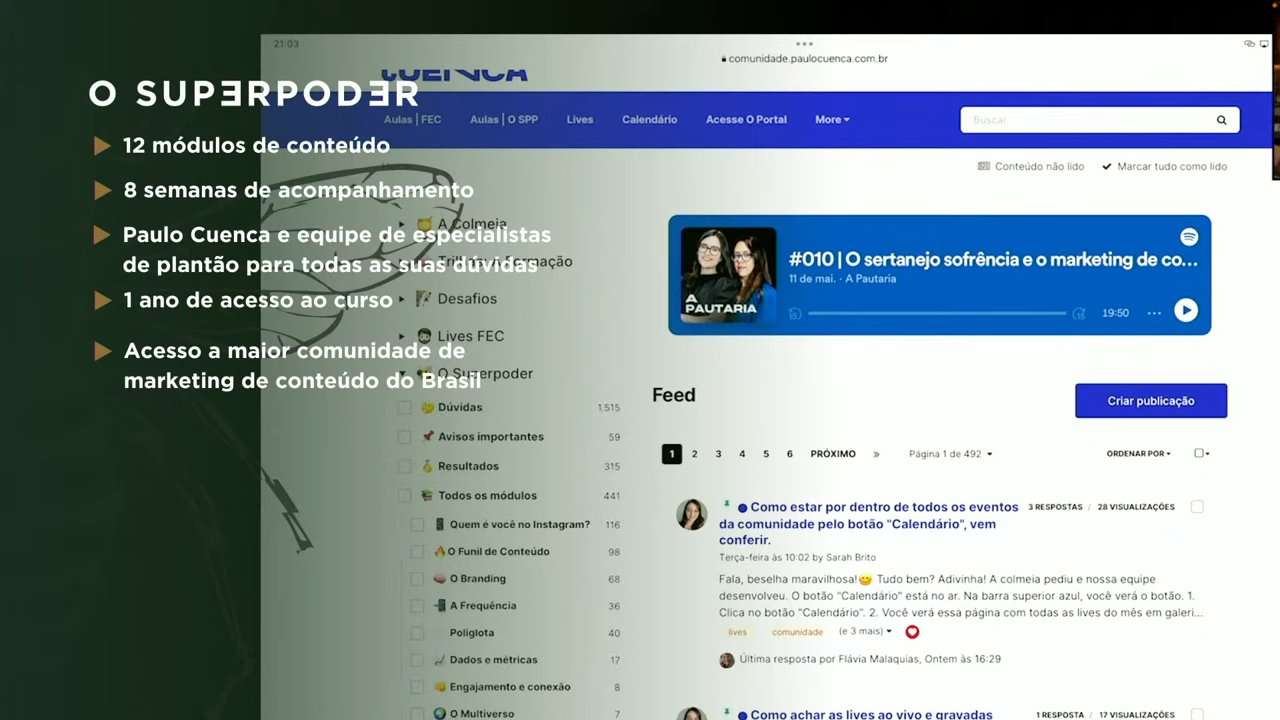 21:03
comunidade.paulocuenca.com.br
CUENCA
O SUPERPODER
Aulas | FEC
Aulas | O SPP
Lives
Calendário
Acesse O Portal
More
Buscar
12 módulos de conteúdo
8 semanas de acompanhamento
Paulo Cuenca e equipe de especialistas
de plantão para todas as suas dúvidas
1 ano de acesso ao curso
Acesso a maior comunidade de
marketing de conteúdo do Brasil
Conteúdo não lido
Marcar tudo como lido
A Colmeia
Formação
Desafios
Lives FEC
O Superpoder
Dúvidas 1.515
Avisos importantes 59
Resultados 315
Todos os módulos 441
Quem é você no Instagram? 116
O Funil de Conteúdo 98
O Branding 68
A Frequência 36
Poliglota 40
Dados e métricas 17
Engajamento e conexão 8
O Multiverso 7
A PAUTARIA
#010 | O sertanejo sofrência e o marketing de co...
11 de mai. · A Pautaria
15
15
19:50
Feed
Criar publicação
1 2 3 4 5 6 PRÓXIMO »
Página 1 de 492
ORDENAR POR
Como estar por dentro de todos os eventos
da comunidade pelo botão "Calendário", vem
conferir.
3 RESPOSTAS / 28 VISUALIZAÇÕES
Terça-feira às 10:02 by Sarah Brito
Fala, beselha maravilhosa! Tudo bem? Adivinha! A colmeia pediu e nossa equipe
desenvolveu. O botão "Calendário" está no ar. Na barra superior azul, você verá o botão. 1.
Clica no botão "Calendário". 2. Você verá essa página com todas as lives do mês em galeri...
lives comunidade (e 3 mais)
Última resposta por Flávia Malaquias, Ontem às 16:29
Como achar as lives ao vivo e gravadas
1 RESPOSTA / 17 VISUALIZAÇÕES